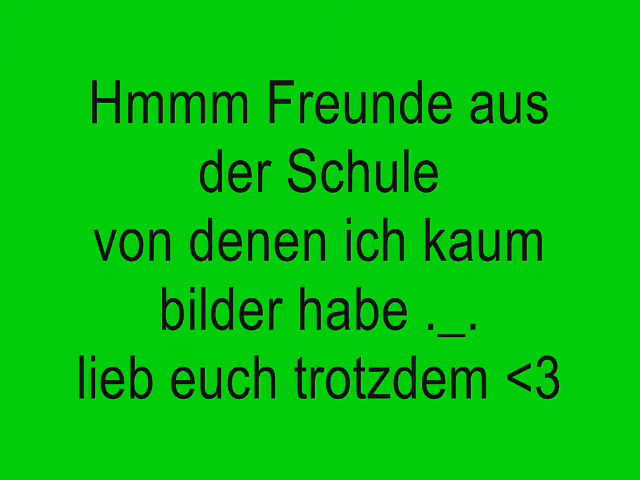 Hmmm Freunde aus
der Schule
von denen ich kaum
bilder habe ._.
lieb euch trotzdem <3